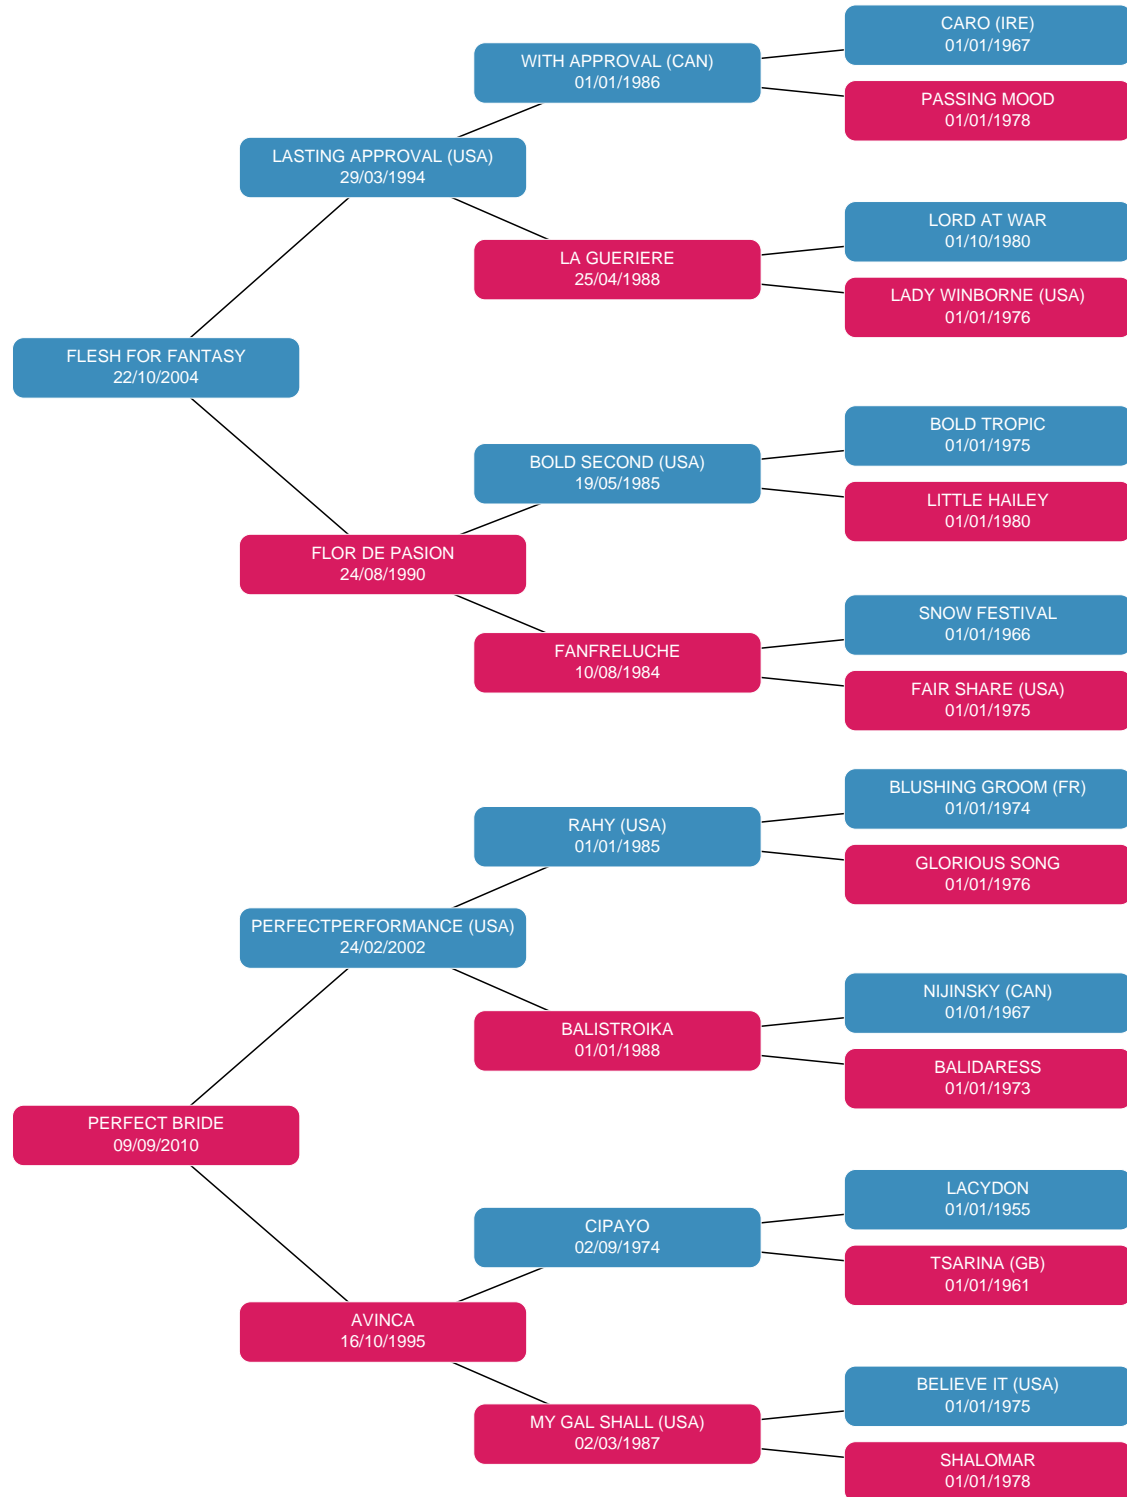 CARO (IRE)
01/01/1967
WITH APPROVAL (CAN)
01/01/1986
PASSING MOOD
01/01/1978
LASTING APPROVAL (USA)
29/03/1994
LORD AT WAR
01/10/1980
LA GUERIERE
25/04/1988
LADY WINBORNE (USA)
01/01/1976
FLESH FOR FANTASY
22/10/2004
BOLD TROPIC
01/01/1975
BOLD SECOND (USA)
19/05/1985
LITTLE HAILEY
01/01/1980
FLOR DE PASION
24/08/1990
SNOW FESTIVAL
01/01/1966
FANFRELUCHE
10/08/1984
FAIR SHARE (USA)
01/01/1975
BLUSHING GROOM (FR)
01/01/1974
RAHY (USA)
01/01/1985
GLORIOUS SONG
01/01/1976
PERFECTPERFORMANCE (USA)
24/02/2002
NIJINSKY (CAN)
01/01/1967
BALISTROIKA
01/01/1988
BALIDARESS
01/01/1973
PERFECT BRIDE
09/09/2010
LACYDON
01/01/1955
CIPAYO
02/09/1974
TSARINA (GB)
01/01/1961
AVINCA
16/10/1995
BELIEVE IT (USA)
01/01/1975
MY GAL SHALL (USA)
02/03/1987
SHALOMAR
01/01/1978